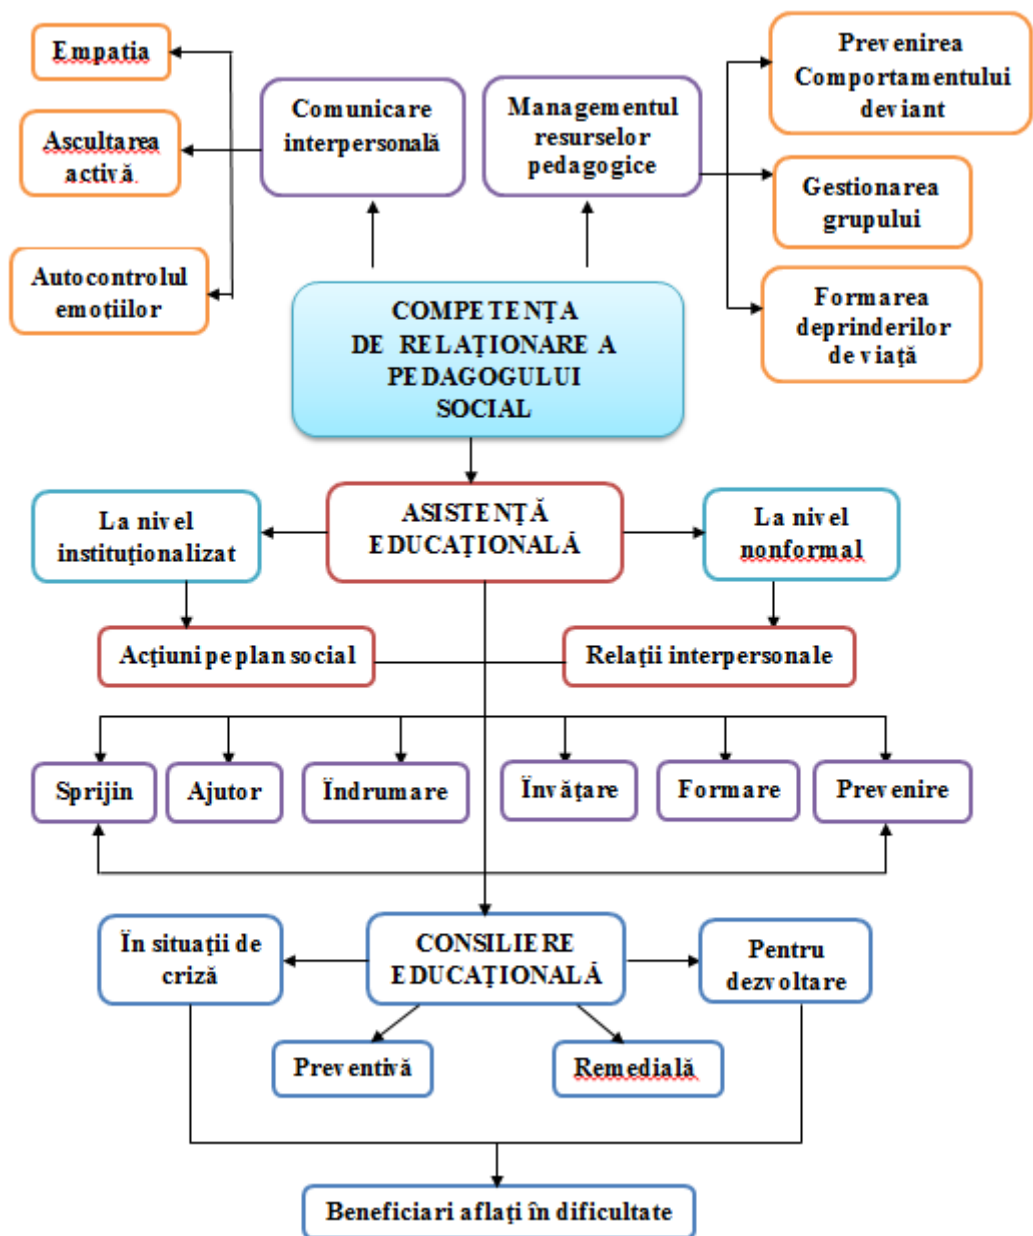 Empatia
Ascultarea
activă
Autocontrolul
emoțiilor
Comunicare
interpersonală
Managementul
resurselor
pedagogice
Prevenirea
Comportamentului
deviant
Gestionarea
grupului
Formarea
deprinderilor
de viață
COMPETENȚA
DE RELAȚIONARE A
PEDAGOGULUI
SOCIAL
ASISTENȚĂ
EDUCAȚIONALĂ
La nivel
instituționalizat
La nivel
nonformal
Acțiuni pe plan social
Relații interpersonale
Sprijin
Ajutor
Îndrumare
Învățare
Formare
Prevenire
CONSILIERE
EDUCAȚIONALĂ
În situații de
criză
Pentru
dezvoltare
Preventivă
Remedială
Beneficiari aflați în dificultate